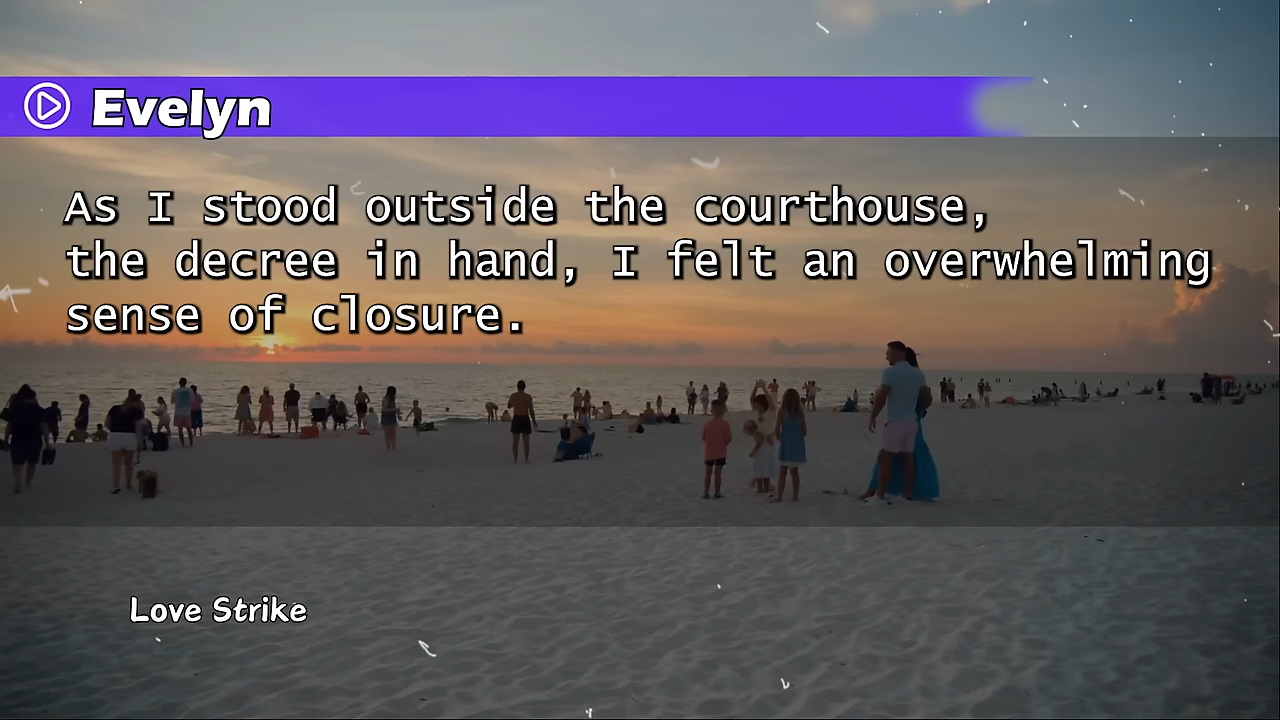 Evelyn
As I stood outside the courthouse,
the decree in hand, I felt an overwhelming
sense of closure.
Love Strike